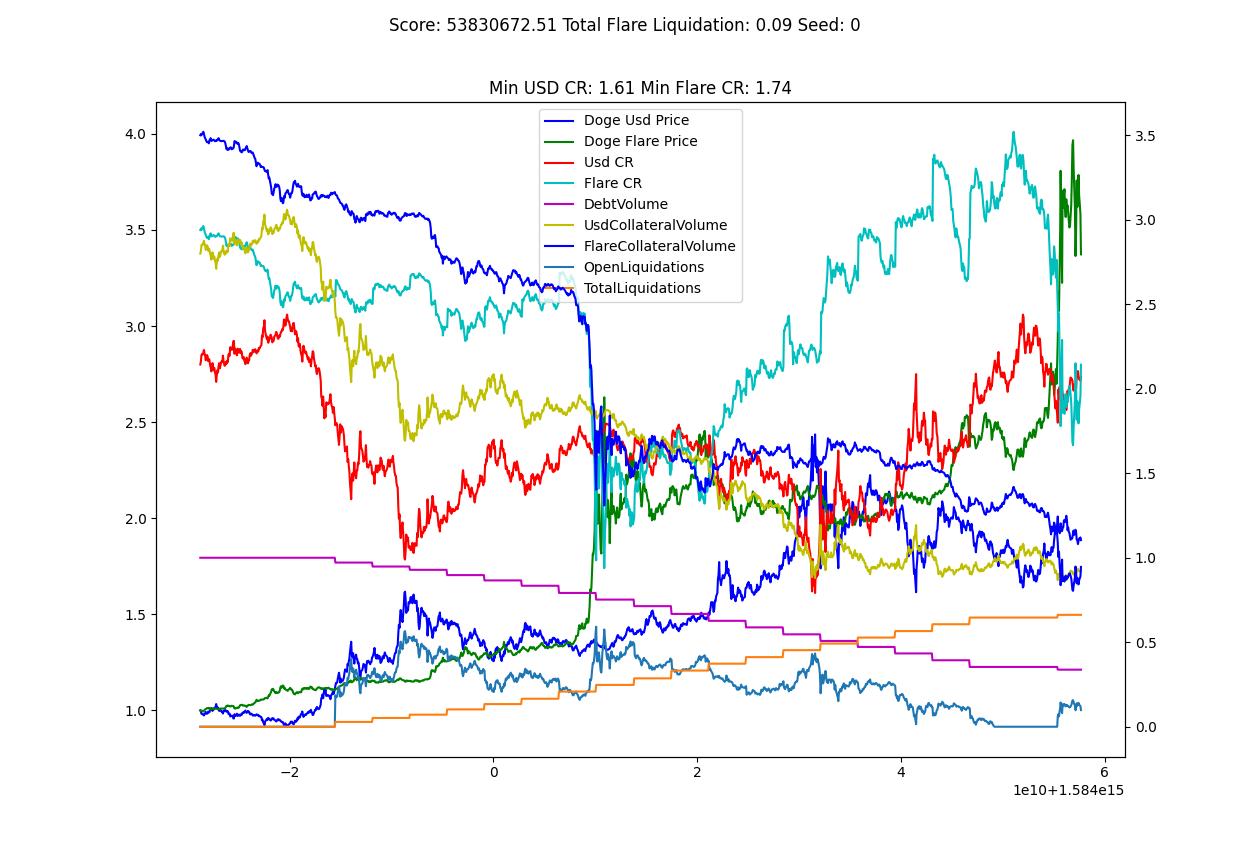 Score: 53830672.51 Total Flare Liquidation: 0.09 Seed: 0
Min USD CR: 1.61 Min Flare CR: 1.74
Doge Usd Price
Doge Flare Price
Usd CR
Flare CR
DebtVolume
UsdCollateralVolume
FlareCollateralVolume
OpenLiquidations
TotalLiquidations
4.0
3.5
3.0
2.5
2.0
1.5
1.0
3.5
3.0
2.5
2.0
1.5
1.0
0.5
0.0
−2
0
2
4
6
1e10+1.584e15